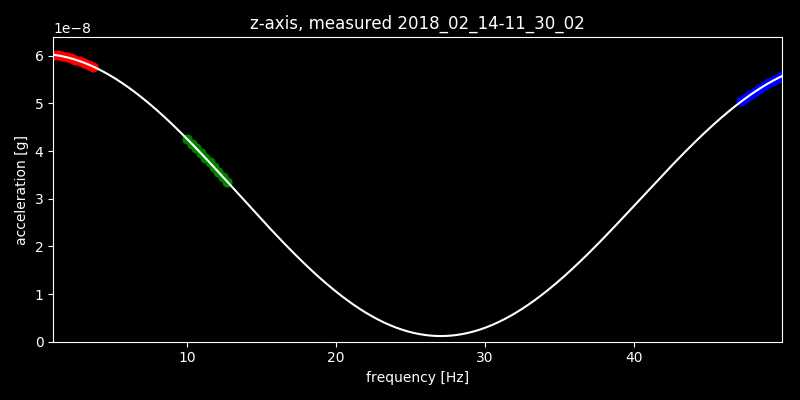 z-axis, measured 2018_02_14-11_30_02
1e−8
6
5
4
3
2
1
0
acceleration [g]
10 20 30 40
frequency [Hz]